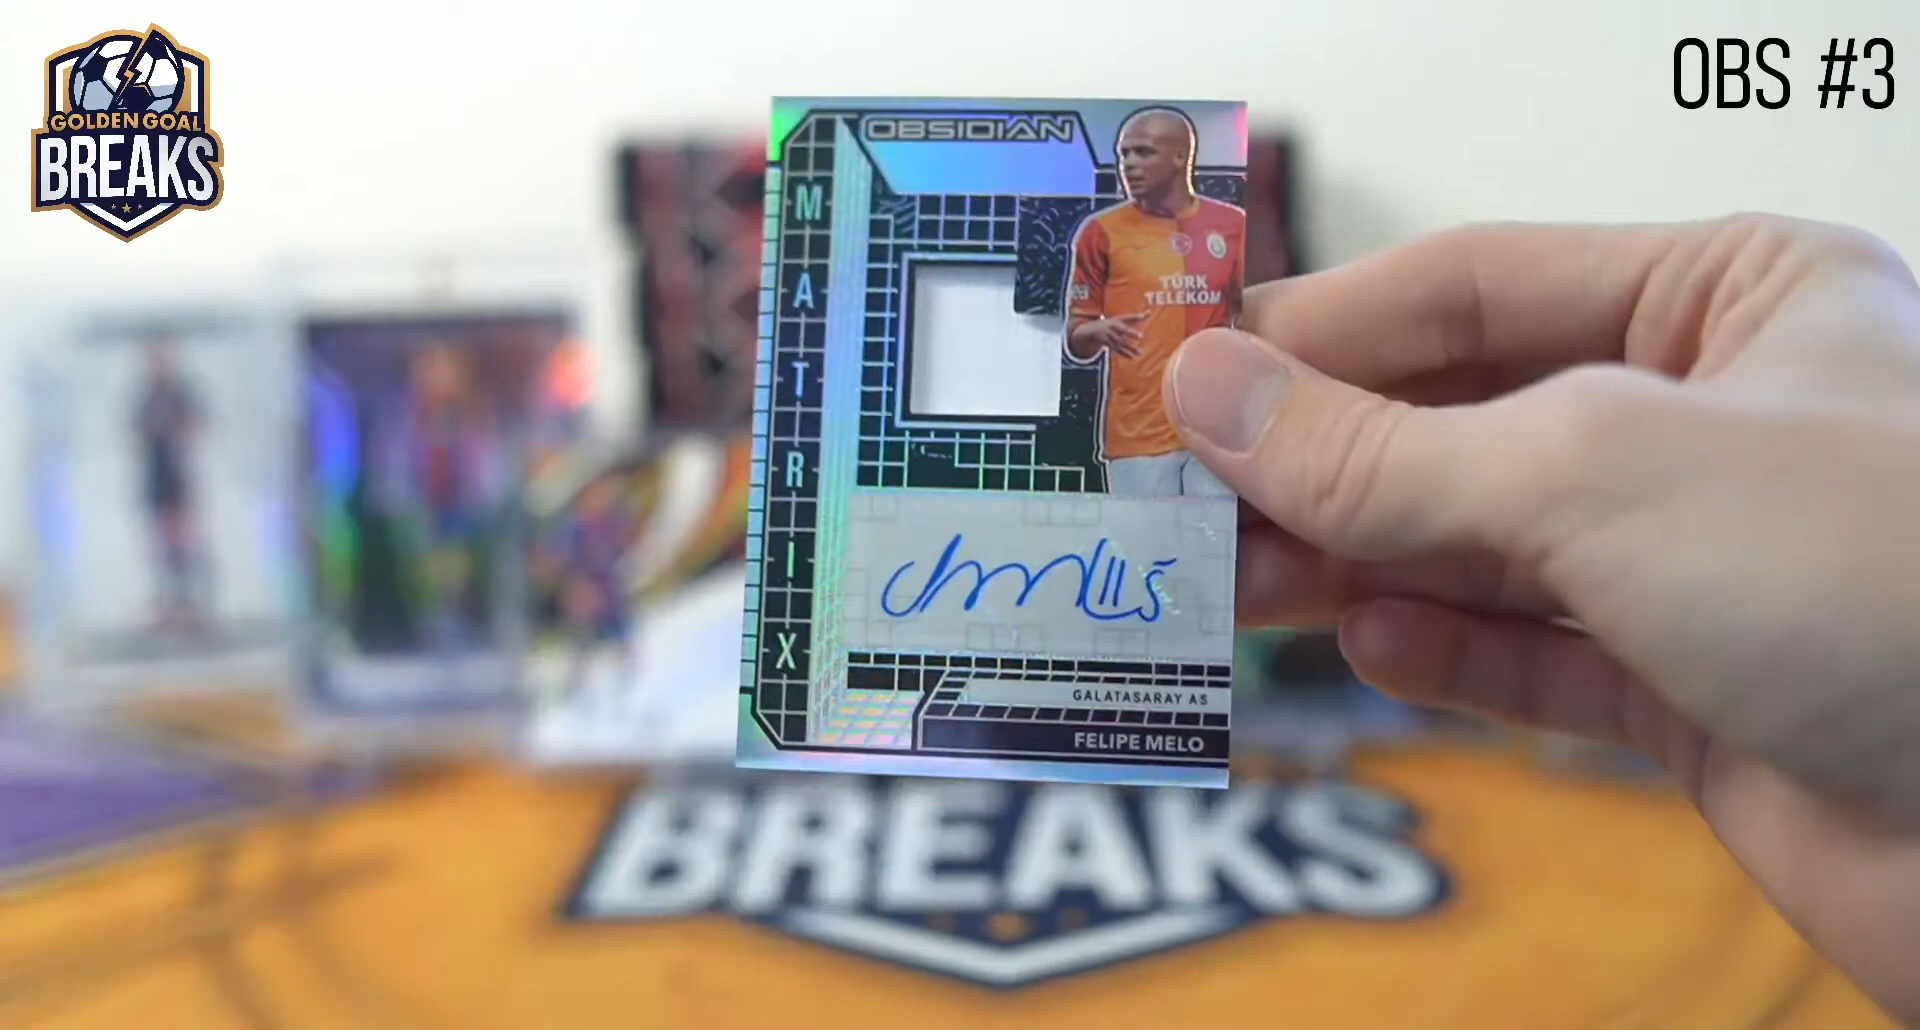 GOLDEN GOAL
BREAKS
OBS #3
OBSIDIAN
MATRIX
TÜRK
TELEKOM
GALATASARAY AS
FELIPE MELO
BREAKS